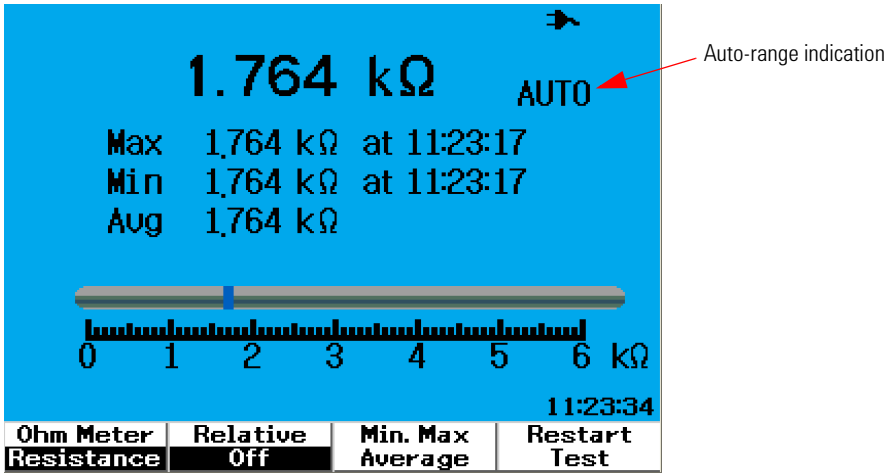 1.764 kΩ
AUTO
Auto-range indication
Max 1.764 kΩ at 11:23:17
Min 1.764 kΩ at 11:23:17
Avg 1.764 kΩ
0 1 2 3 4 5 6 kΩ
11:23:34
Ohm Meter Relative Min. Max Restart
Resistance Off Average Test